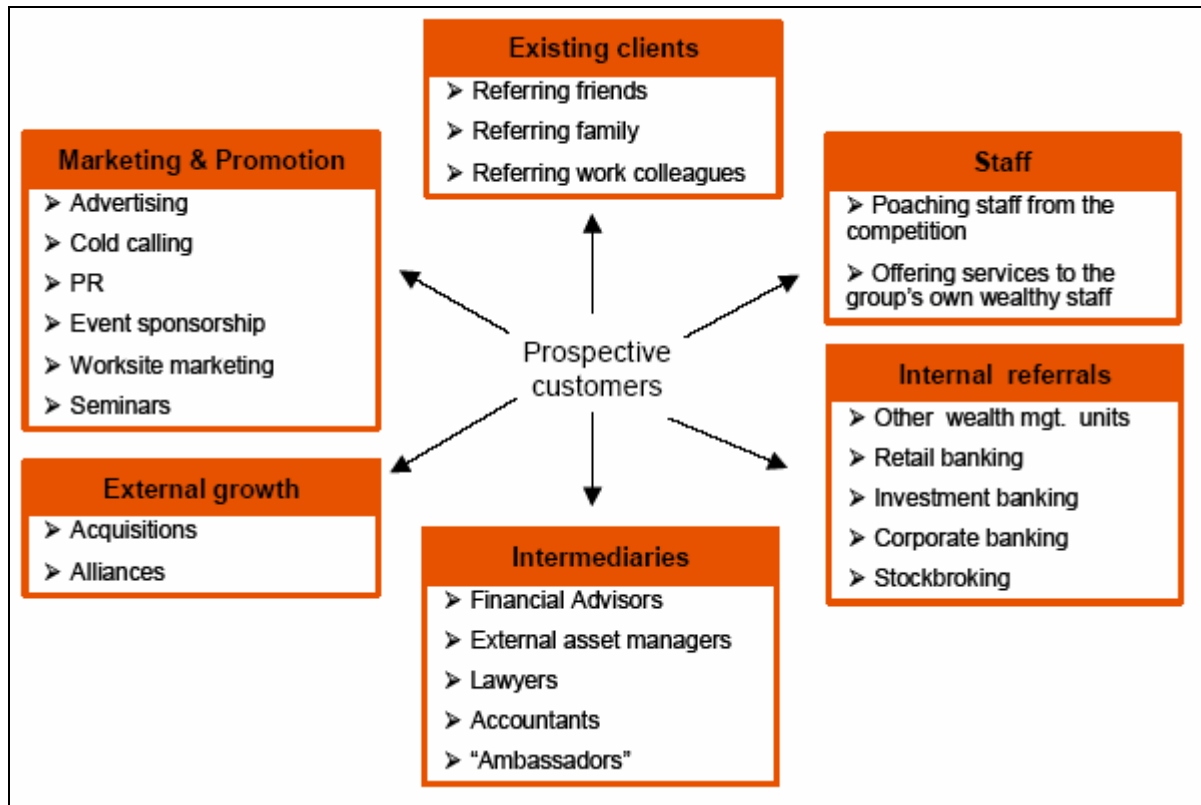 Existing clients
➢ Referring friends
➢ Referring family
➢ Referring work colleagues
Marketing & Promotion
➢ Advertising
➢ Cold calling
➢ PR
➢ Event sponsorship
➢ Worksite marketing
➢ Seminars
Staff
➢ Poaching staff from the
competition
➢ Offering services to the
group's own wealthy staff
Prospective
customers
Internal referrals
➢ Other wealth mgt. units
➢ Retail banking
➢ Investment banking
➢ Corporate banking
➢ Stockbroking
External growth
➢ Acquisitions
➢ Alliances
Intermediaries
➢ Financial Advisors
➢ External asset managers
➢ Lawyers
➢ Accountants
➢ “Ambassadors”